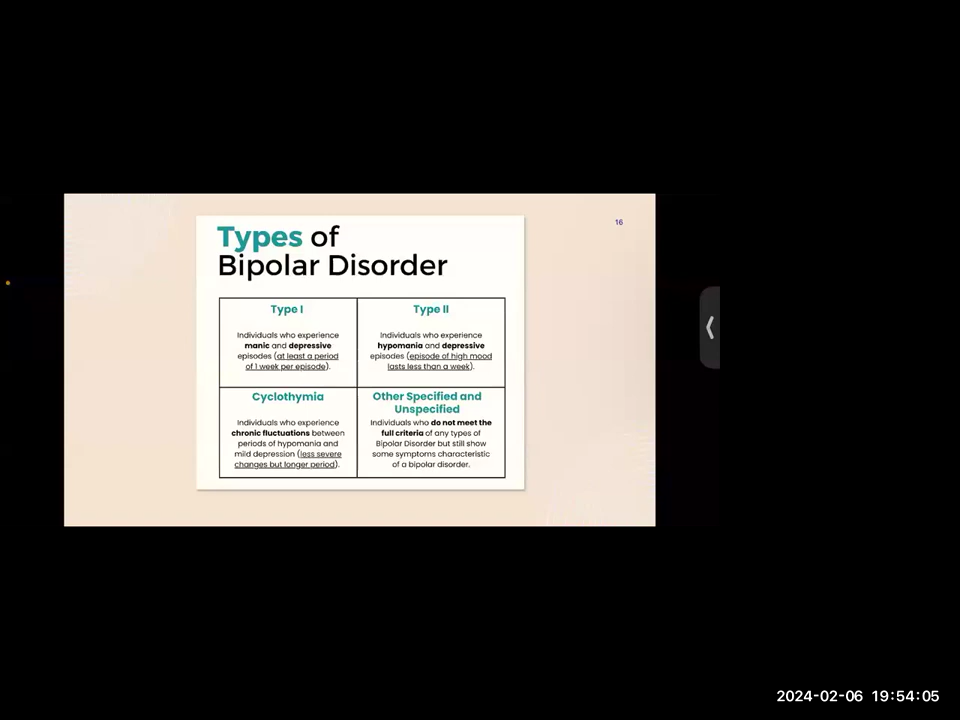 16
Types of
Bipolar Disorder
Type I
Individuals who experience
manic and depressive
episodes (at least a period
of 1 week per episode).
Type II
Individuals who experience
hypomania and depressive
episodes (episode of high mood
lasts less than a week).
Cyclothymia
Individuals who experience
chronic fluctuations between
periods of hypomania and
mild depression (less severe
changes but longer period).
Other Specified and
Unspecified
Individuals who do not meet the
full criteria of any types of
Bipolar Disorder but still show
some symptoms characteristic
of a bipolar disorder.
2024-02-06 19:54:05